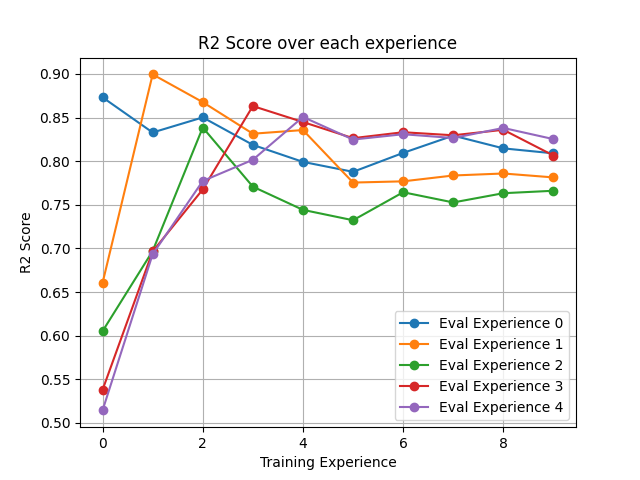 R2 Score over each experience
R2 Score
0.90
0.85
0.80
0.75
0.70
0.65
0.60
0.55
0.50
0
2
4
6
8
Training Experience
Eval Experience 0
Eval Experience 1
Eval Experience 2
Eval Experience 3
Eval Experience 4